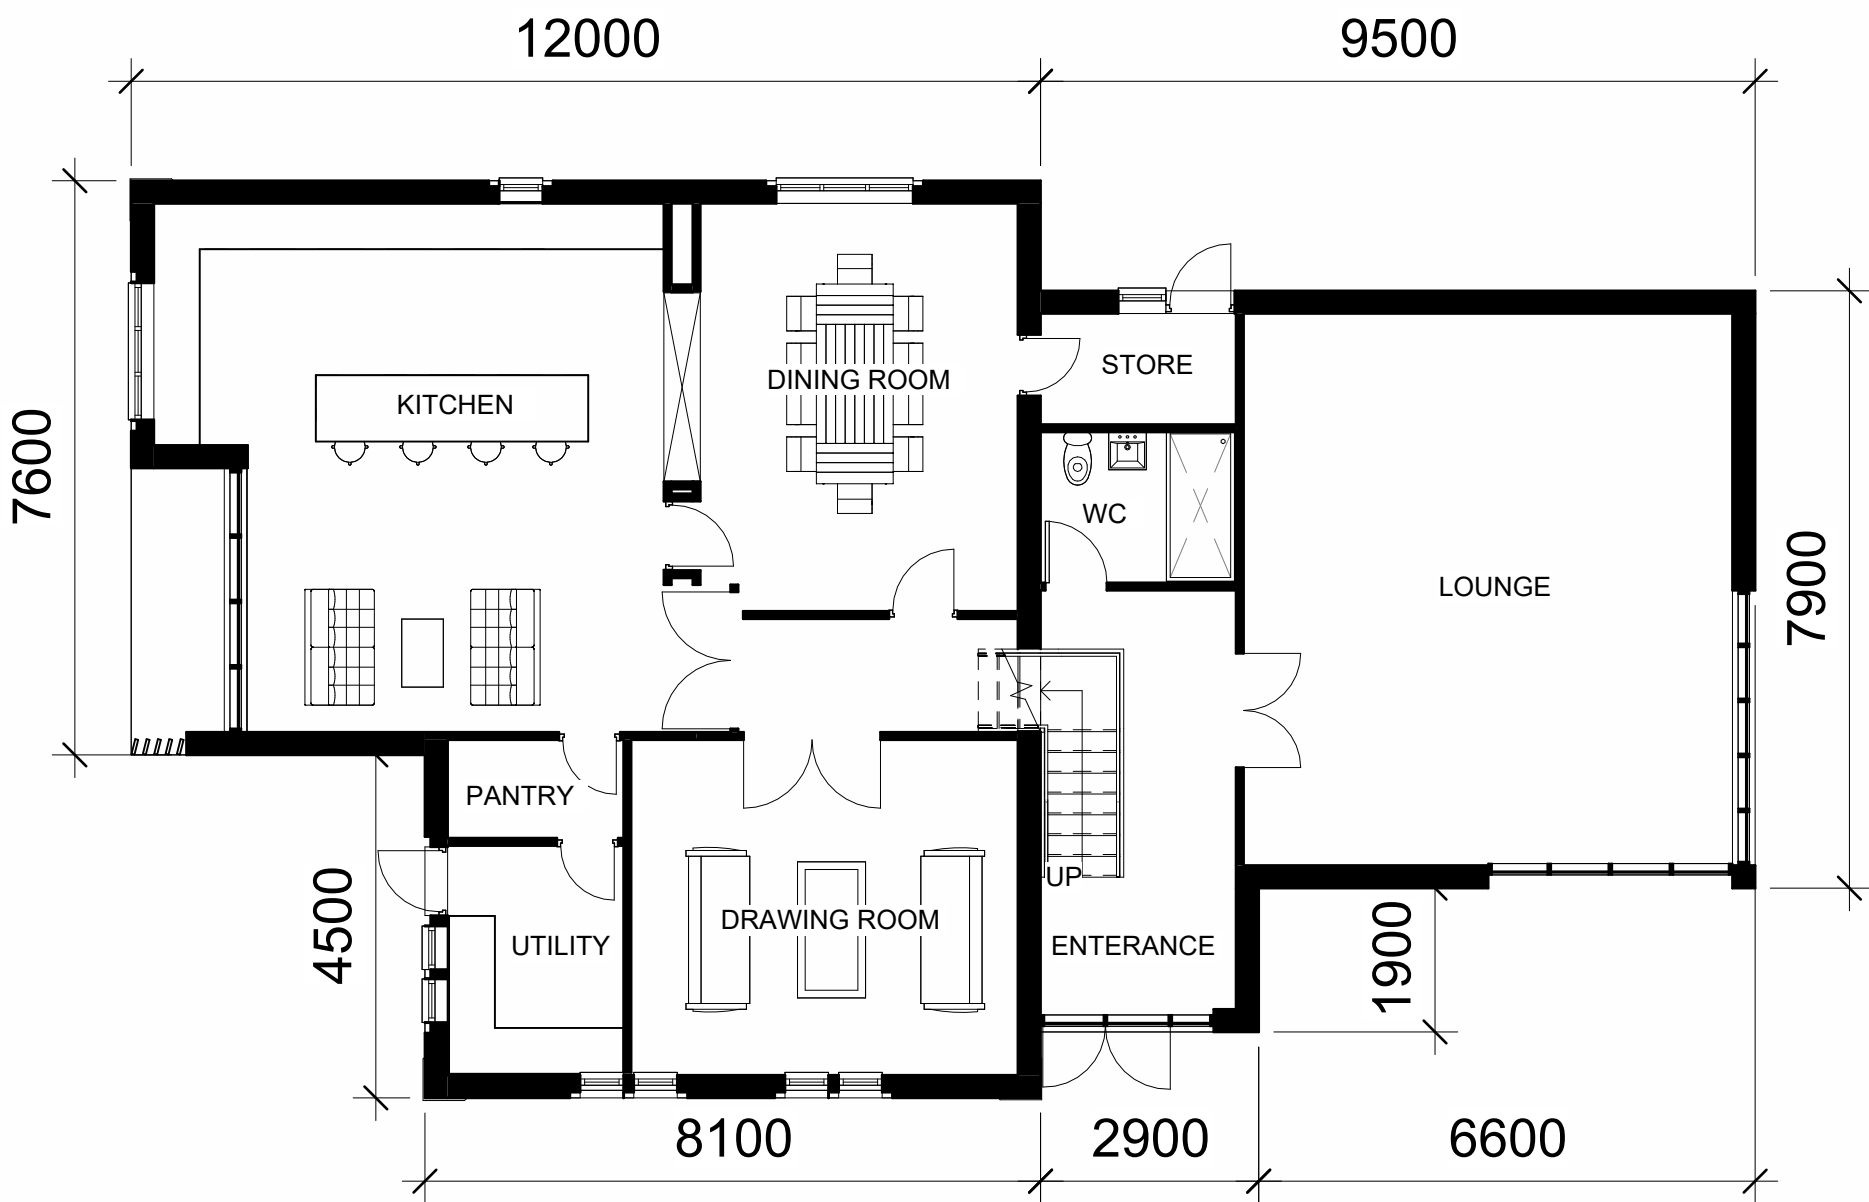 12000
9500
7600
STORE
DINING ROOM
KITCHEN
WC
LOUNGE
7900
PANTRY
UP
4500
DRAWING ROOM
UTILITY
ENTERANCE
1900
8100
2900
6600